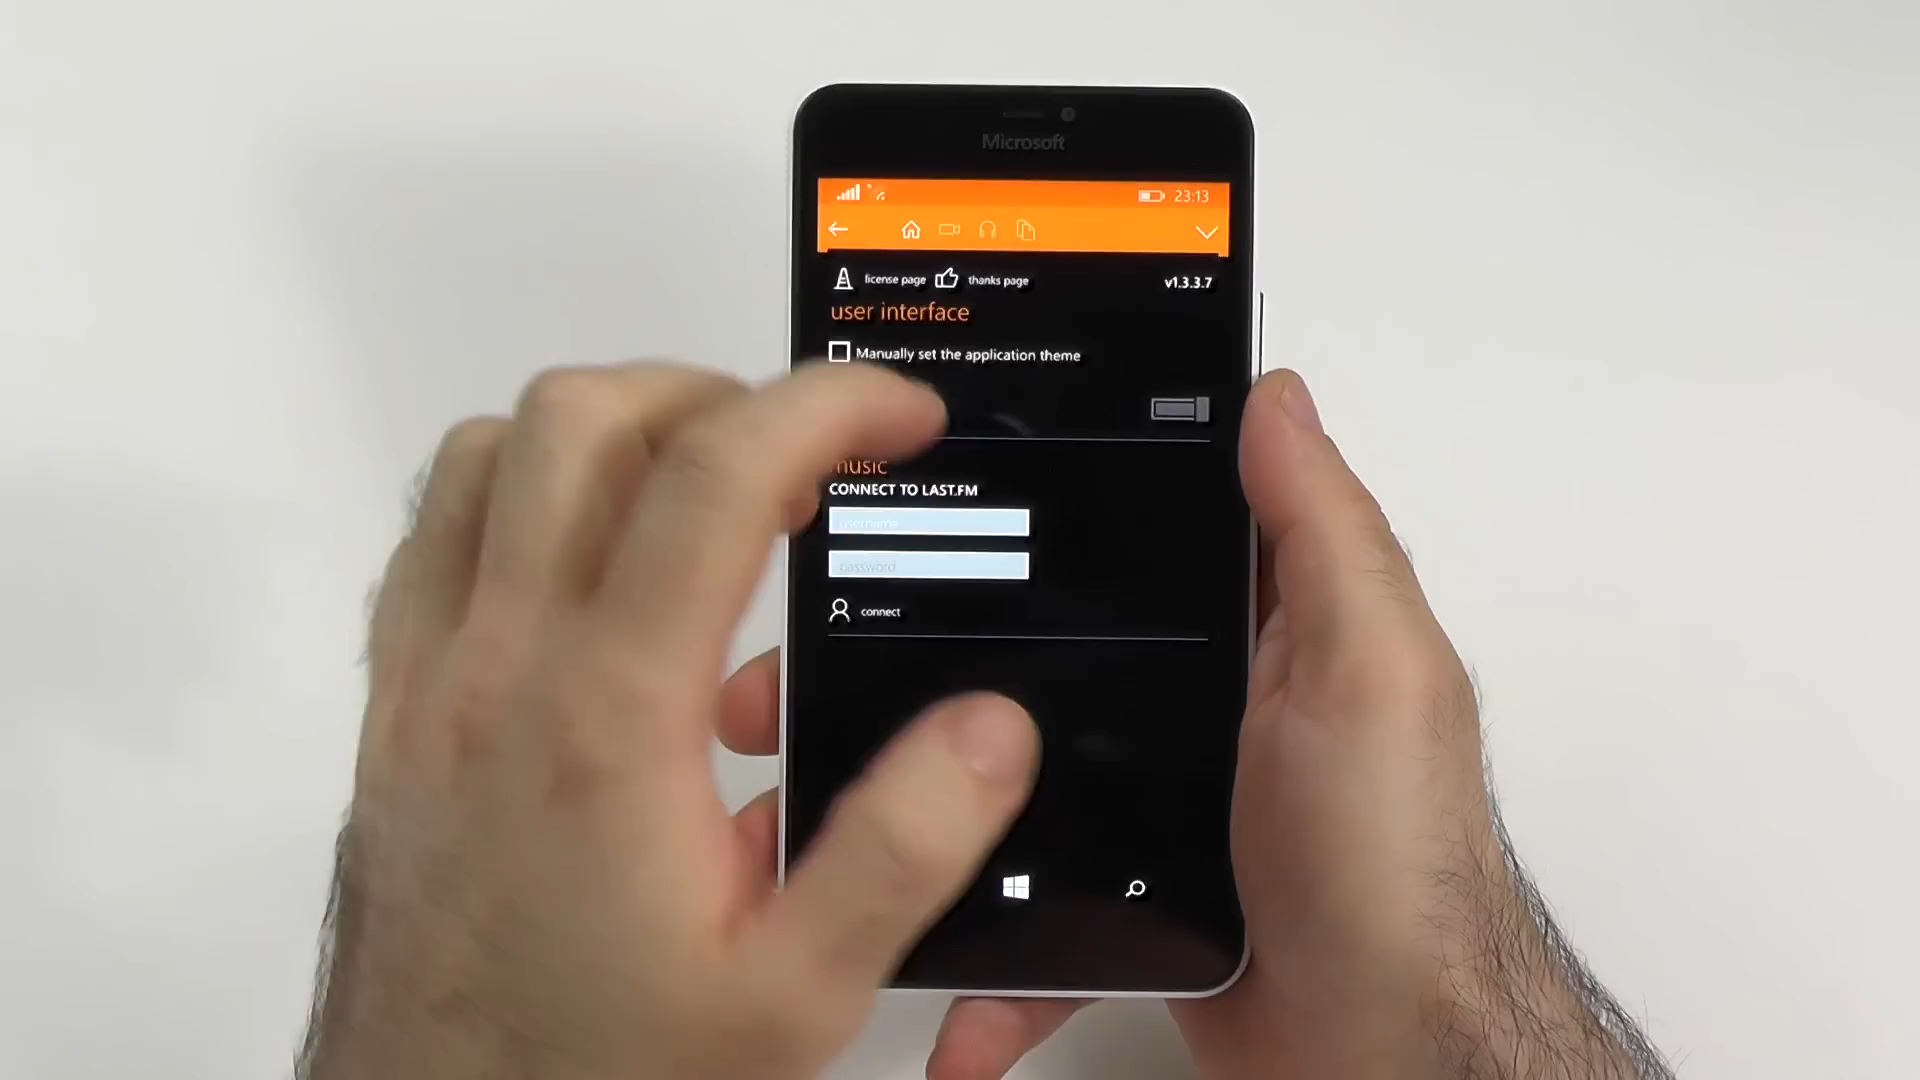 Microsoft
23:13
license page thanks page v1.3.3.7
user interface
Manually set the application theme
music
CONNECT TO LAST.FM
username
password
connect